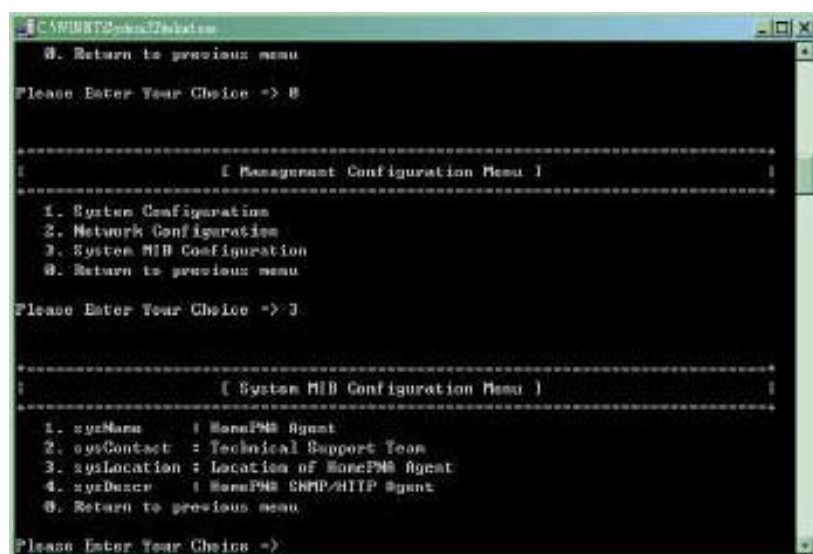 C:\WINNT\System32\telnet.exe
0. Return to previous menu
Please Enter Your Choice => 0
[ Management Configuration Menu ]
1. System Configuration
2. Network Configuration
3. System MIB Configuration
0. Return to previous menu
Please Enter Your Choice => 3
[ System MIB Configuration Menu ]
1. sysName : HomePNA Agent
2. sysContact : Technical Support Team
3. sysLocation : Location of HomePNA Agent
4. sysDescr : HomePNA SNMP/HTTP Agent
0. Return to previous menu
Please Enter Your Choice =>